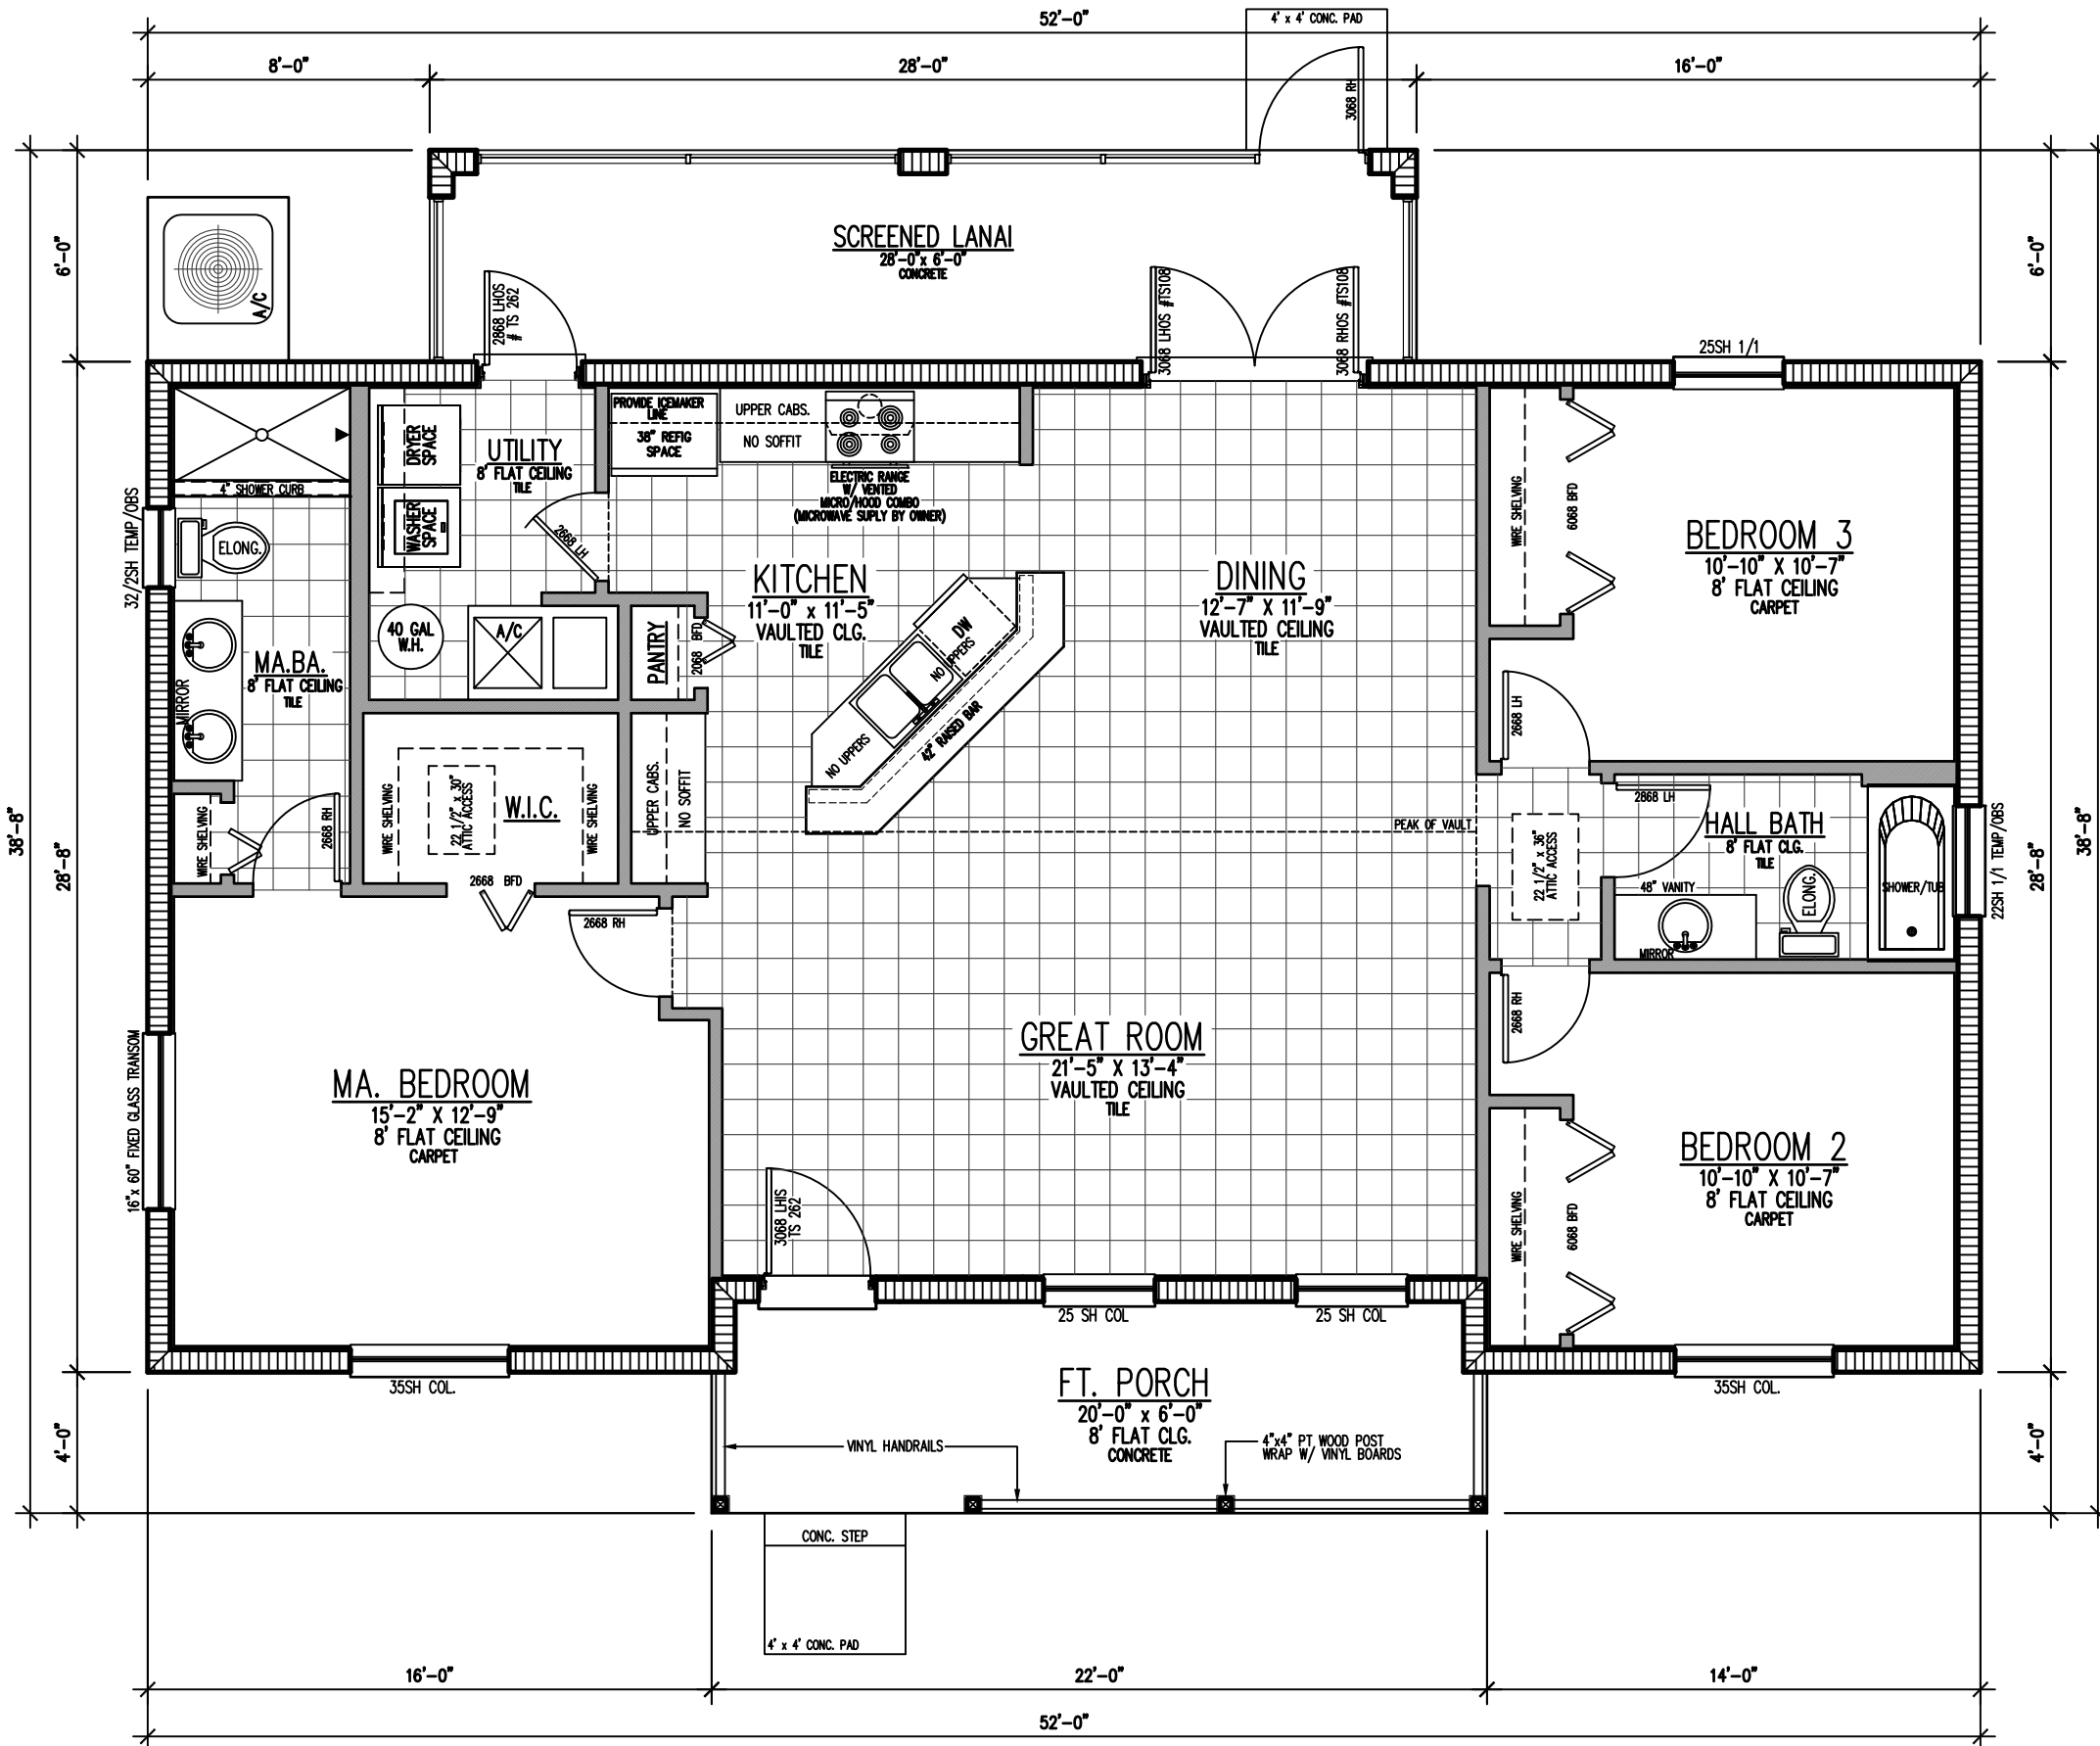 52'-0"
4' x 4' CONC. PAD
8'-0"
28'-0"
16'-0"
3068 RH
6'-0"
6'-0"
A/C
SCREENED LANAI
28'-0"x 6'-0"
CONCRETE
2868 LHOS
# TS 262
3068 LHOS #TS108
3068 RHOS #TS108
25SH 1/1
PROVIDE ICEMAKER
LINE
38" REFIG
SPACE
UPPER CABS.
NO SOFFIT
ELECTRIC RANGE
W/ VENTED
MICRO/HOOD COMBO
(MICROWAVE SUPLY BY OWNER)
DRYER
SPACE
WASHER
SPACE
UTILITY
8' FLAT CEILING
TILE
2668 LH
4" SHOWER CURB
32/2SH TEMP/OBS
ELONG.
MIRROR
MA.BA.
8' FLAT CEILING
TILE
40 GAL
W.H.
A/C
PANTRY
2068 BFD
KITCHEN
11'-0" x 11'-5"
VAULTED CLG.
TILE
DW
NO UPPERS
NO UPPERS
42" RAISED BAR
DINING
12'-7" X 11'-9"
VAULTED CEILING
TILE
WIRE SHELVING
6068 BFD
BEDROOM 3
10'-10" X 10'-7"
8' FLAT CEILING
CARPET
2668 LH
WIRE SHELVING
2668 RH
WIRE SHELVING
22 1/2" x 30"
ATTIC ACCESS
W.I.C.
WIRE SHELVING
2668 BFD
UPPER CABS.
NO SOFFIT
2668 RH
PEAK OF VAULT
22 1/2" x 36"
ATTIC ACCESS
2868 LH
HALL BATH
8' FLAT CLG.
TILE
48" VANITY
MIRROR
ELONG.
SHOWER/TUB
22SH 1/1 TEMP/OBS
38'-8"
28'-8"
28'-8"
38'-8"
2668 RH
16"x 60" FIXED GLASS TRANSOM
MA. BEDROOM
15'-2" X 12'-9"
8' FLAT CEILING
CARPET
GREAT ROOM
21'-5" X 13'-4"
VAULTED CEILING
TILE
3068 LHIS
TS 262
WIRE SHELVING
6068 BFD
BEDROOM 2
10'-10" X 10'-7"
8' FLAT CEILING
CARPET
25 SH COL
25 SH COL
35SH COL.
35SH COL.
4'-0"
4'-0"
FT. PORCH
20'-0" x 6'-0"
8' FLAT CLG.
CONCRETE
VINYL HANDRAILS
4"x4" PT WOOD POST
WRAP W/ VINYL BOARDS
CONC. STEP
4' x 4' CONC. PAD
16'-0"
22'-0"
14'-0"
52'-0"